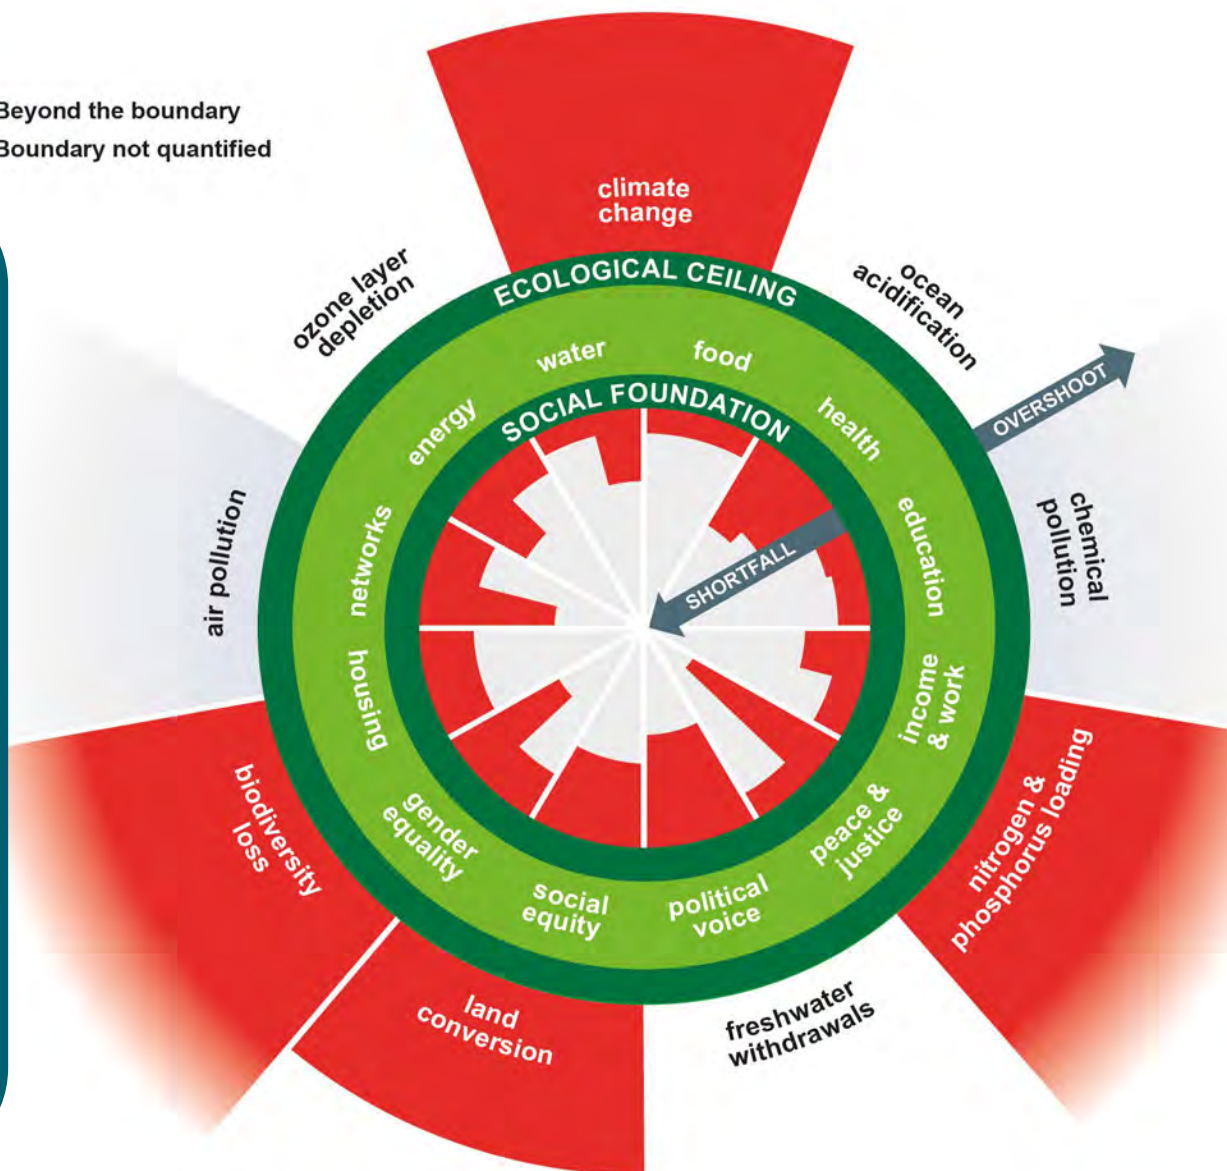 Beyond the boundary
Boundary not quantified
climate
change
ozone layer
depletion
ocean
acidification
ECOLOGICAL CEILING
water
food
energy
health
SOCIAL FOUNDATION
OVERSHOOT
networks
education
air pollution
chemical
pollution
SHORTFALL
housing
income
& work
biodiversity
loss
gender
equality
peace &
justice
nitrogen &
phosphorus loading
social
equity
political
voice
land
conversion
freshwater
withdrawals